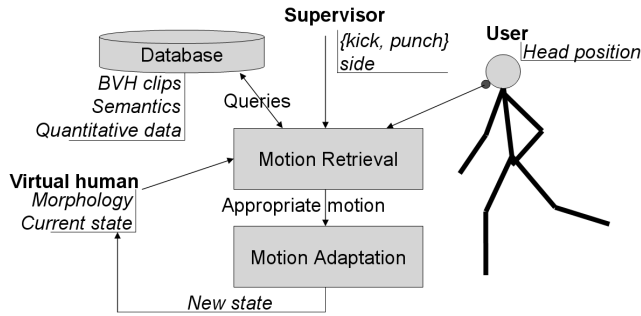 Supervisor
{kick, punch}
side
User
Head position
Database
BVH clips
Semantics
Quantitative data
Queries
Motion Retrieval
Virtual human
Morphology
Current state
Appropriate motion
Motion Adaptation
New state